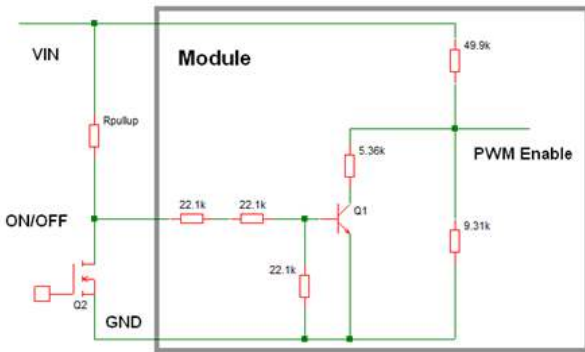 VIN
Module
49.9k
Rpullup
5.36k
PWM Enable
22.1k
22.1k
Q1
ON/OFF
9.31k
22.1k
Q2
GND